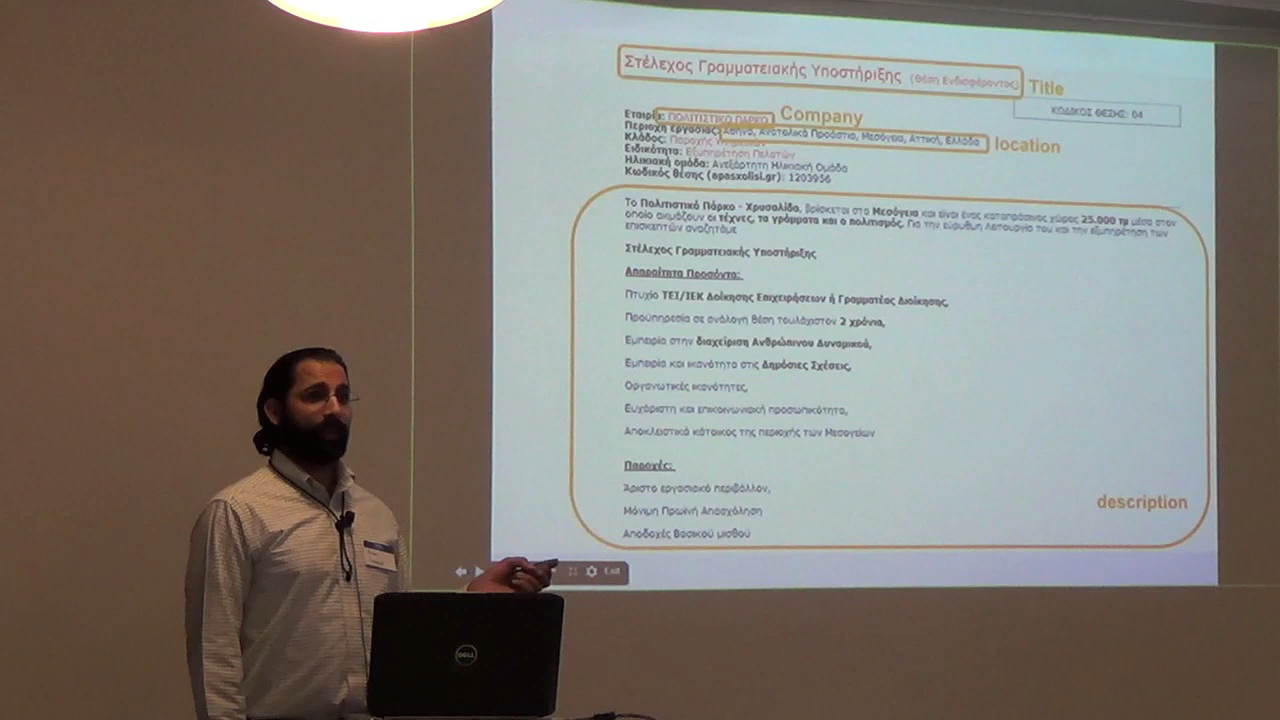 Στέλεχος Γραμματειακής Υποστήριξης (Θέση Ενδιαφέροντος)
Title
ΚΩΔΙΚΟΣ ΘΕΣΗΣ: 04
Εταιρία: ΠΟΛΙΤΙΣΤΙΚΟ ΠΑΡΚΟ
Company
Περιοχή εργασίας: Αθήνα, Ανατολικά Προάστια, Μεσόγεια, Αττική, Ελλάδα
location
Κλάδος: Παροχής Υπηρεσιών
Ειδικότητα: Εξυπηρέτηση Πελατών
Ηλικιακή ομάδα: Ανεξάρτητη Ηλικιακή Ομάδα
Κωδικός θέσης (apasxolisi.gr): 1203956
Το Πολιτιστικό Πάρκο - Χρυσαλίδα, βρίσκεται στα Μεσόγεια και είναι ένας καταπράσινος χώρος 25.000 τμ μέσα στον
οποίο ακμάζουν οι τέχνες, τα γράμματα και ο πολιτισμός. Για την εύρυθμη λειτουργία του και την εξυπηρέτηση των
επισκεπτών αναζητάμε
Στέλεχος Γραμματειακής Υποστήριξης
Απαραίτητα Προσόντα:
Πτυχίο ΤΕΙ/ΙΕΚ Διοίκησης Επιχειρήσεων ή Γραμματέας Διοίκησης,
Προϋπηρεσία σε ανάλογη θέση τουλάχιστον 2 χρόνια,
Εμπειρία στην διαχείριση Ανθρώπινου Δυναμικού,
Εμπειρία και ικανότητα στις Δημόσιες Σχέσεις,
Οργανωτικές ικανότητες,
Ευχάριστη και επικοινωνιακή προσωπικότητα,
Αποκλειστικά κάτοικος της περιοχής των Μεσογείων
Παροχές:
Άριστο εργασιακό περιβάλλον,
description
Μόνιμη Πρωινή Απασχόληση
Αποδοχές Βασικού μισθού
Exit
DELL